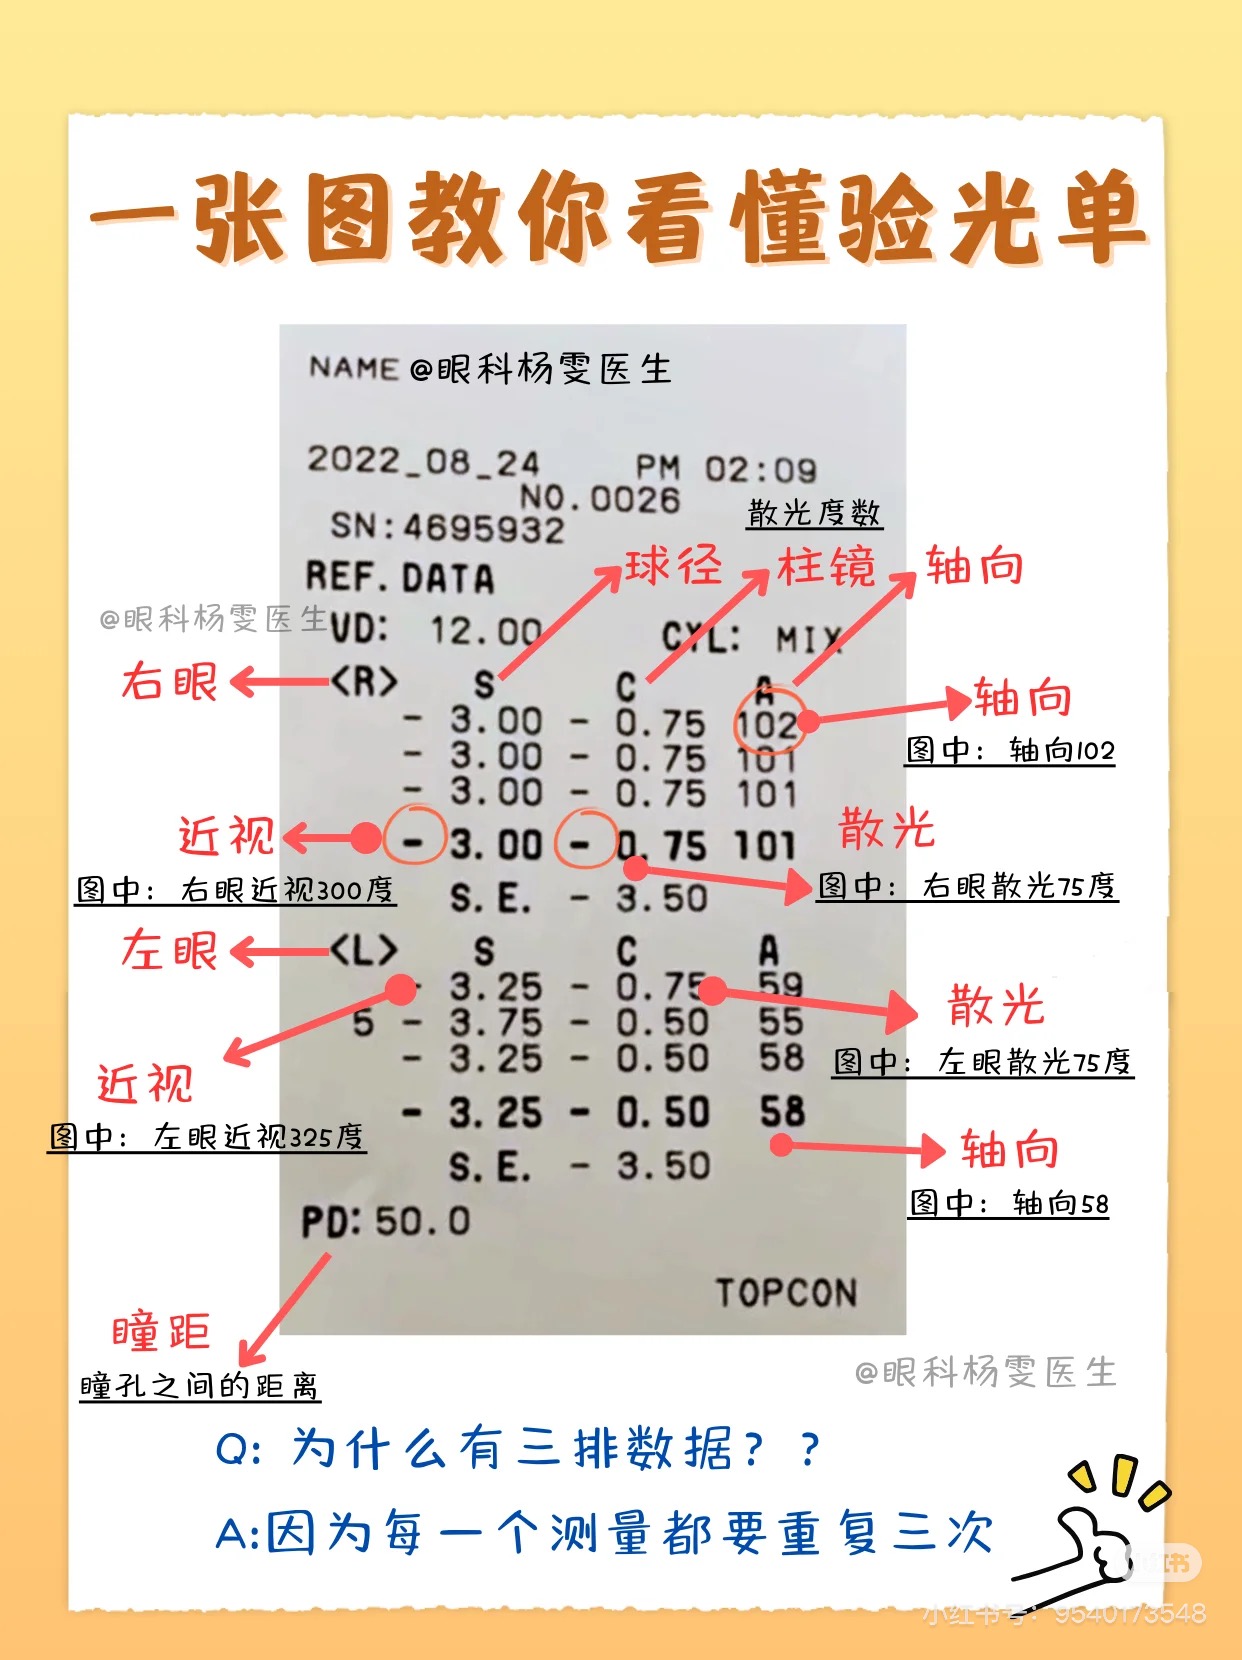 一张图教你看懂验光单
NAME @眼科杨雯医生
2022_08_24 PM 02:09
NO.0026
SN:4695932
散光度数
球径 柱镜 轴向
REF. DATA
@眼科杨雯医生
VD: 12.00 CYL: MIX
右眼 <R> S C A
轴向
- 3.00 - 0.75 102
图中：轴向102
- 3.00 - 0.75 101
- 3.00 - 0.75 101
近视 - 3.00 - 0.75 101 散光
图中：右眼近视300度 S.E. - 3.50 图中：右眼散光75度
左眼 <L> S C A
- 3.25 - 0.75 59 散光
5 - 3.75 - 0.50 55
- 3.25 - 0.50 58 图中：左眼散光75度
近视
- 3.25 - 0.50 58
图中：左眼近视325度 轴向
S.E. - 3.50
图中：轴向58
PD: 50.0
TOPCON
瞳距
瞳孔之间的距离
@眼科杨雯医生
Q: 为什么有三排数据？？
A:因为每一个测量都要重复三次
小红书
小红书号：9540173548